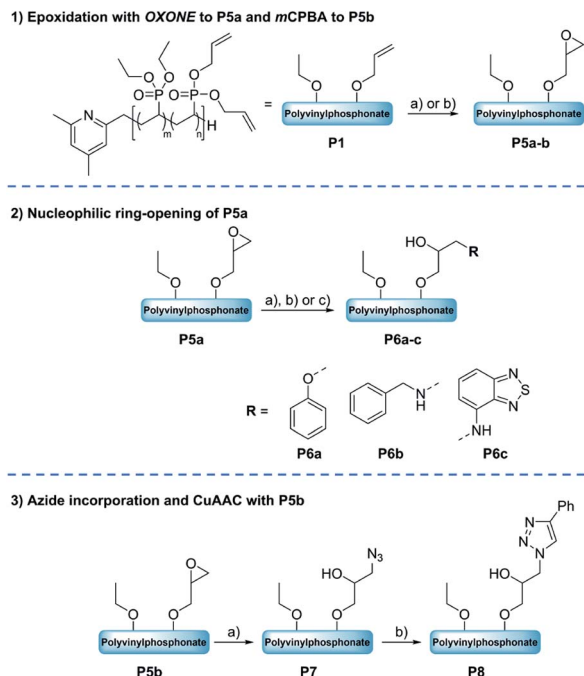 1) Epoxidation with OXONE to P5a and mCPBA to P5b
O O O O
O=P O=P
N
m n H
=
O O
Polyvinylphosphonate
P1
a) or b)
O
O O
Polyvinylphosphonate
P5a-b
2) Nucleophilic ring-opening of P5a
O
O O
Polyvinylphosphonate
P5a
a), b) or c)
HO R
O O
Polyvinylphosphonate
P6a-c
R =
O
P6a
N
H
P6b
N
S
N
NH
P6c
3) Azide incorporation and CuAAC with P5b
O
O O
Polyvinylphosphonate
P5b
a)
N3
HO
O O
Polyvinylphosphonate
P7
b)
Ph
N
N
N
HO
O O
Polyvinylphosphonate
P8